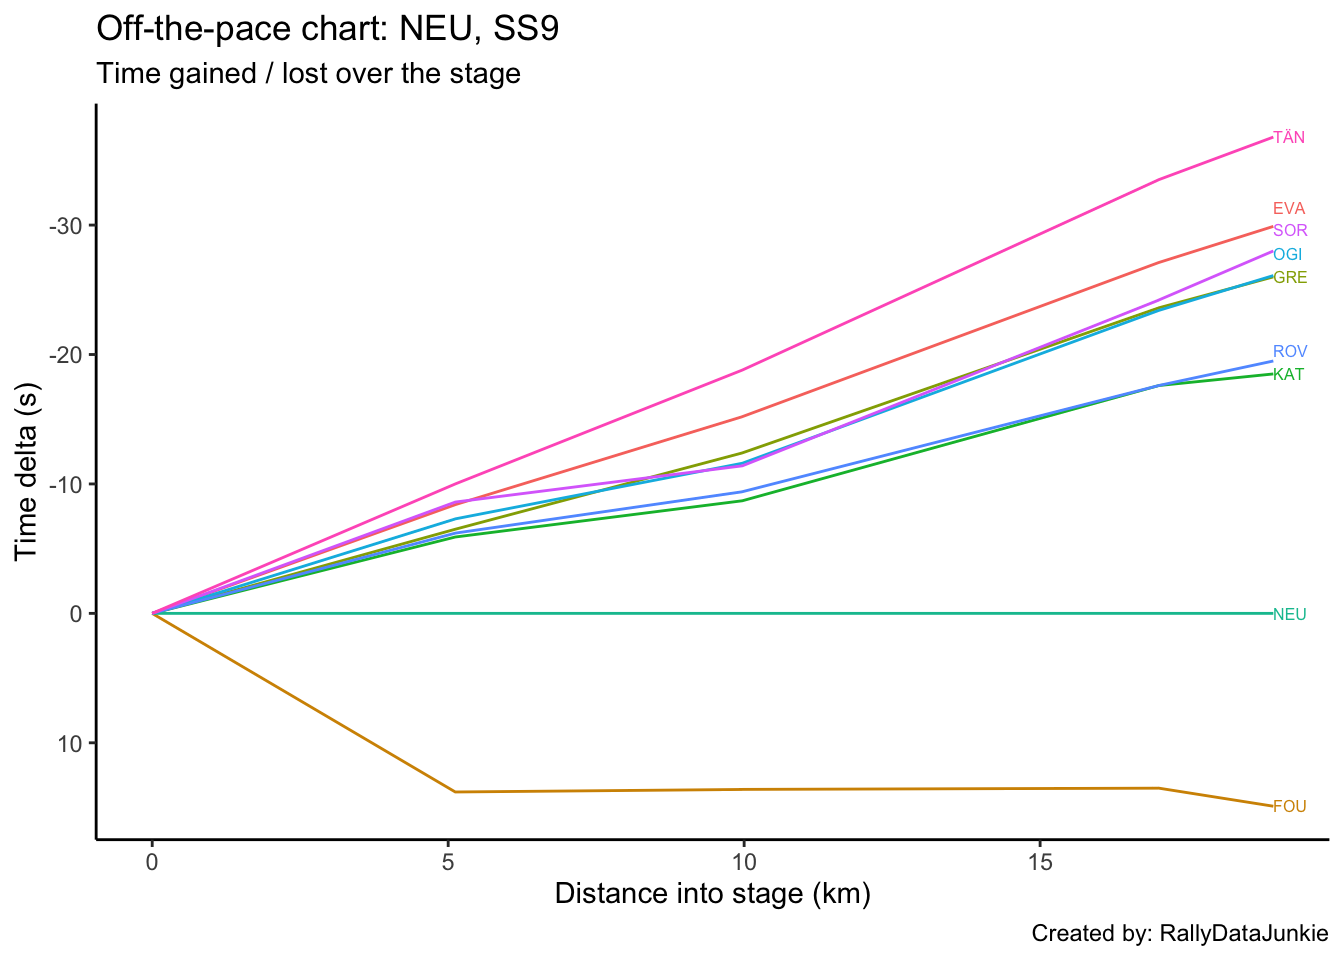 Off-the-pace chart: NEU, SS9
Time gained / lost over the stage
TÄN
EVA
SOR
OGI
GRE
ROV
KAT
NEU
FOU
-30
-20
-10
0
10
Time delta (s)
0 5 10 15
Distance into stage (km)
Created by: RallyDataJunkie